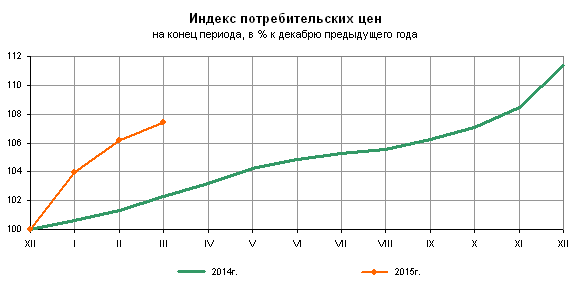 Индекс потребительских цен
на конец периода, в % к декабрю предыдущего года
112
110
108
106
104
102
100
XII I II III IV V VI VII VIII IX X XI XII
2014г. 2015г.